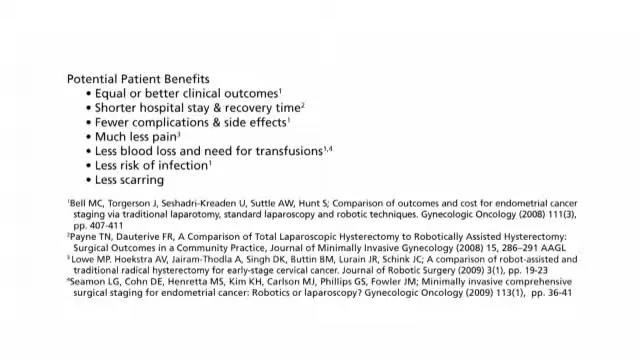 Potential Patient Benefits
• Equal or better clinical outcomes¹
• Shorter hospital stay & recovery time²
• Fewer complications & side effects¹
• Much less pain³
• Less blood loss and need for transfusions¹,⁴
• Less risk of infection¹
• Less scarring
¹Bell MC, Torgerson J, Seshadri-Kreaden U, Suttle AW, Hunt S; Comparison of outcomes and cost for endometrial cancer
staging via traditional laparotomy, standard laparoscopy and robotic techniques. Gynecologic Oncology (2008) 111(3),
pp. 407-411
²Payne TN, Dauterive FR, A Comparison of Total Laparoscopic Hysterectomy to Robotically Assisted Hysterectomy:
Surgical Outcomes in a Community Practice, Journal of Minimally Invasive Gynecology (2008) 15, 286–291 AAGL
³ Lowe MP. Hoekstra AV, Jairam-Thodla A, Singh DK, Buttin BM, Lurain JR, Schink JC; A comparison of robot-assisted and
traditional radical hysterectomy for early-stage cervical cancer. Journal of Robotic Surgery (2009) 3(1), pp. 19-23
⁴Seamon LG, Cohn DE, Henretta MS, Kim KH, Carlson MJ, Phillips GS, Fowler JM; Minimally invasive comprehensive
surgical staging for endometrial cancer: Robotics or laparoscopy? Gynecologic Oncology (2009) 113(1), pp. 36-41